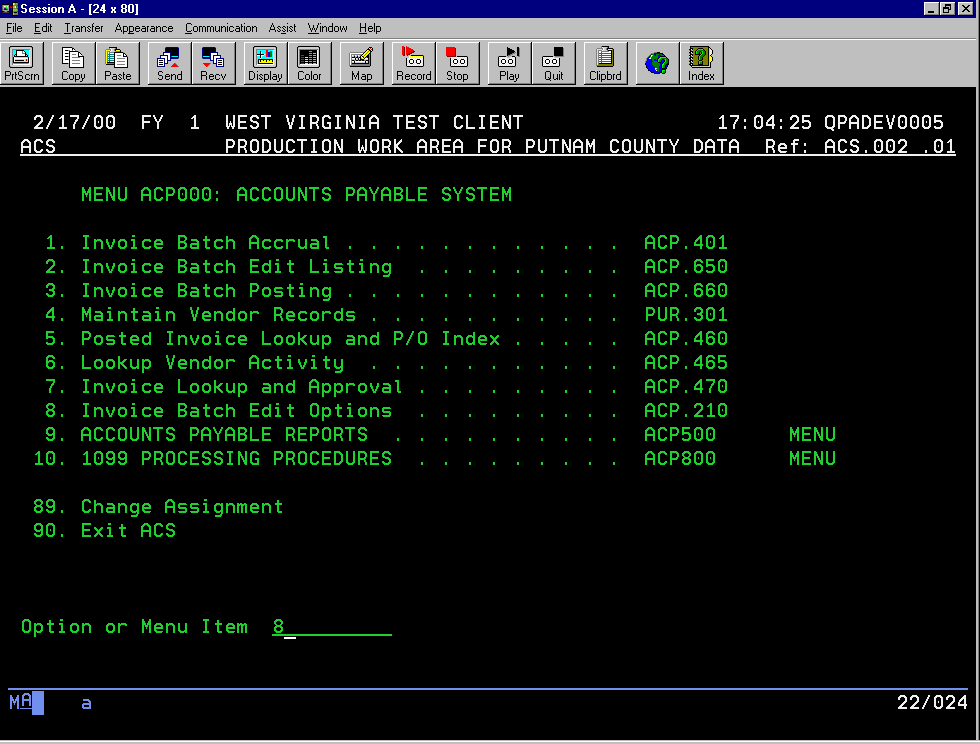 Session A - [24 x 80]
File Edit Transfer Appearance Communication Assist Window Help
PrtScrn Copy Paste Send Recv Display Color Map Record Stop Play Quit Clipbrd Index
2/17/00 FY 1 WEST VIRGINIA TEST CLIENT 17:04:25 QPADEV0005
ACS PRODUCTION WORK AREA FOR PUTNAM COUNTY DATA Ref: ACS.002 .01
MENU ACP000: ACCOUNTS PAYABLE SYSTEM
1. Invoice Batch Accrual . . . . . . . . . . . . ACP.401
2. Invoice Batch Edit Listing . . . . . . . . . ACP.650
3. Invoice Batch Posting . . . . . . . . . . . . ACP.660
4. Maintain Vendor Records . . . . . . . . . . . PUR.301
5. Posted Invoice Lookup and P/O Index . . . . . ACP.460
6. Lookup Vendor Activity . . . . . . . . . . . ACP.465
7. Invoice Lookup and Approval . . . . . . . . . ACP.470
8. Invoice Batch Edit Options . . . . . . . . . ACP.210
9. ACCOUNTS PAYABLE REPORTS . . . . . . . . . . ACP500 MENU
10. 1099 PROCESSING PROCEDURES . . . . . . . . . ACP800 MENU
89. Change Assignment
90. Exit ACS
Option or Menu Item 8
MA a 22/024